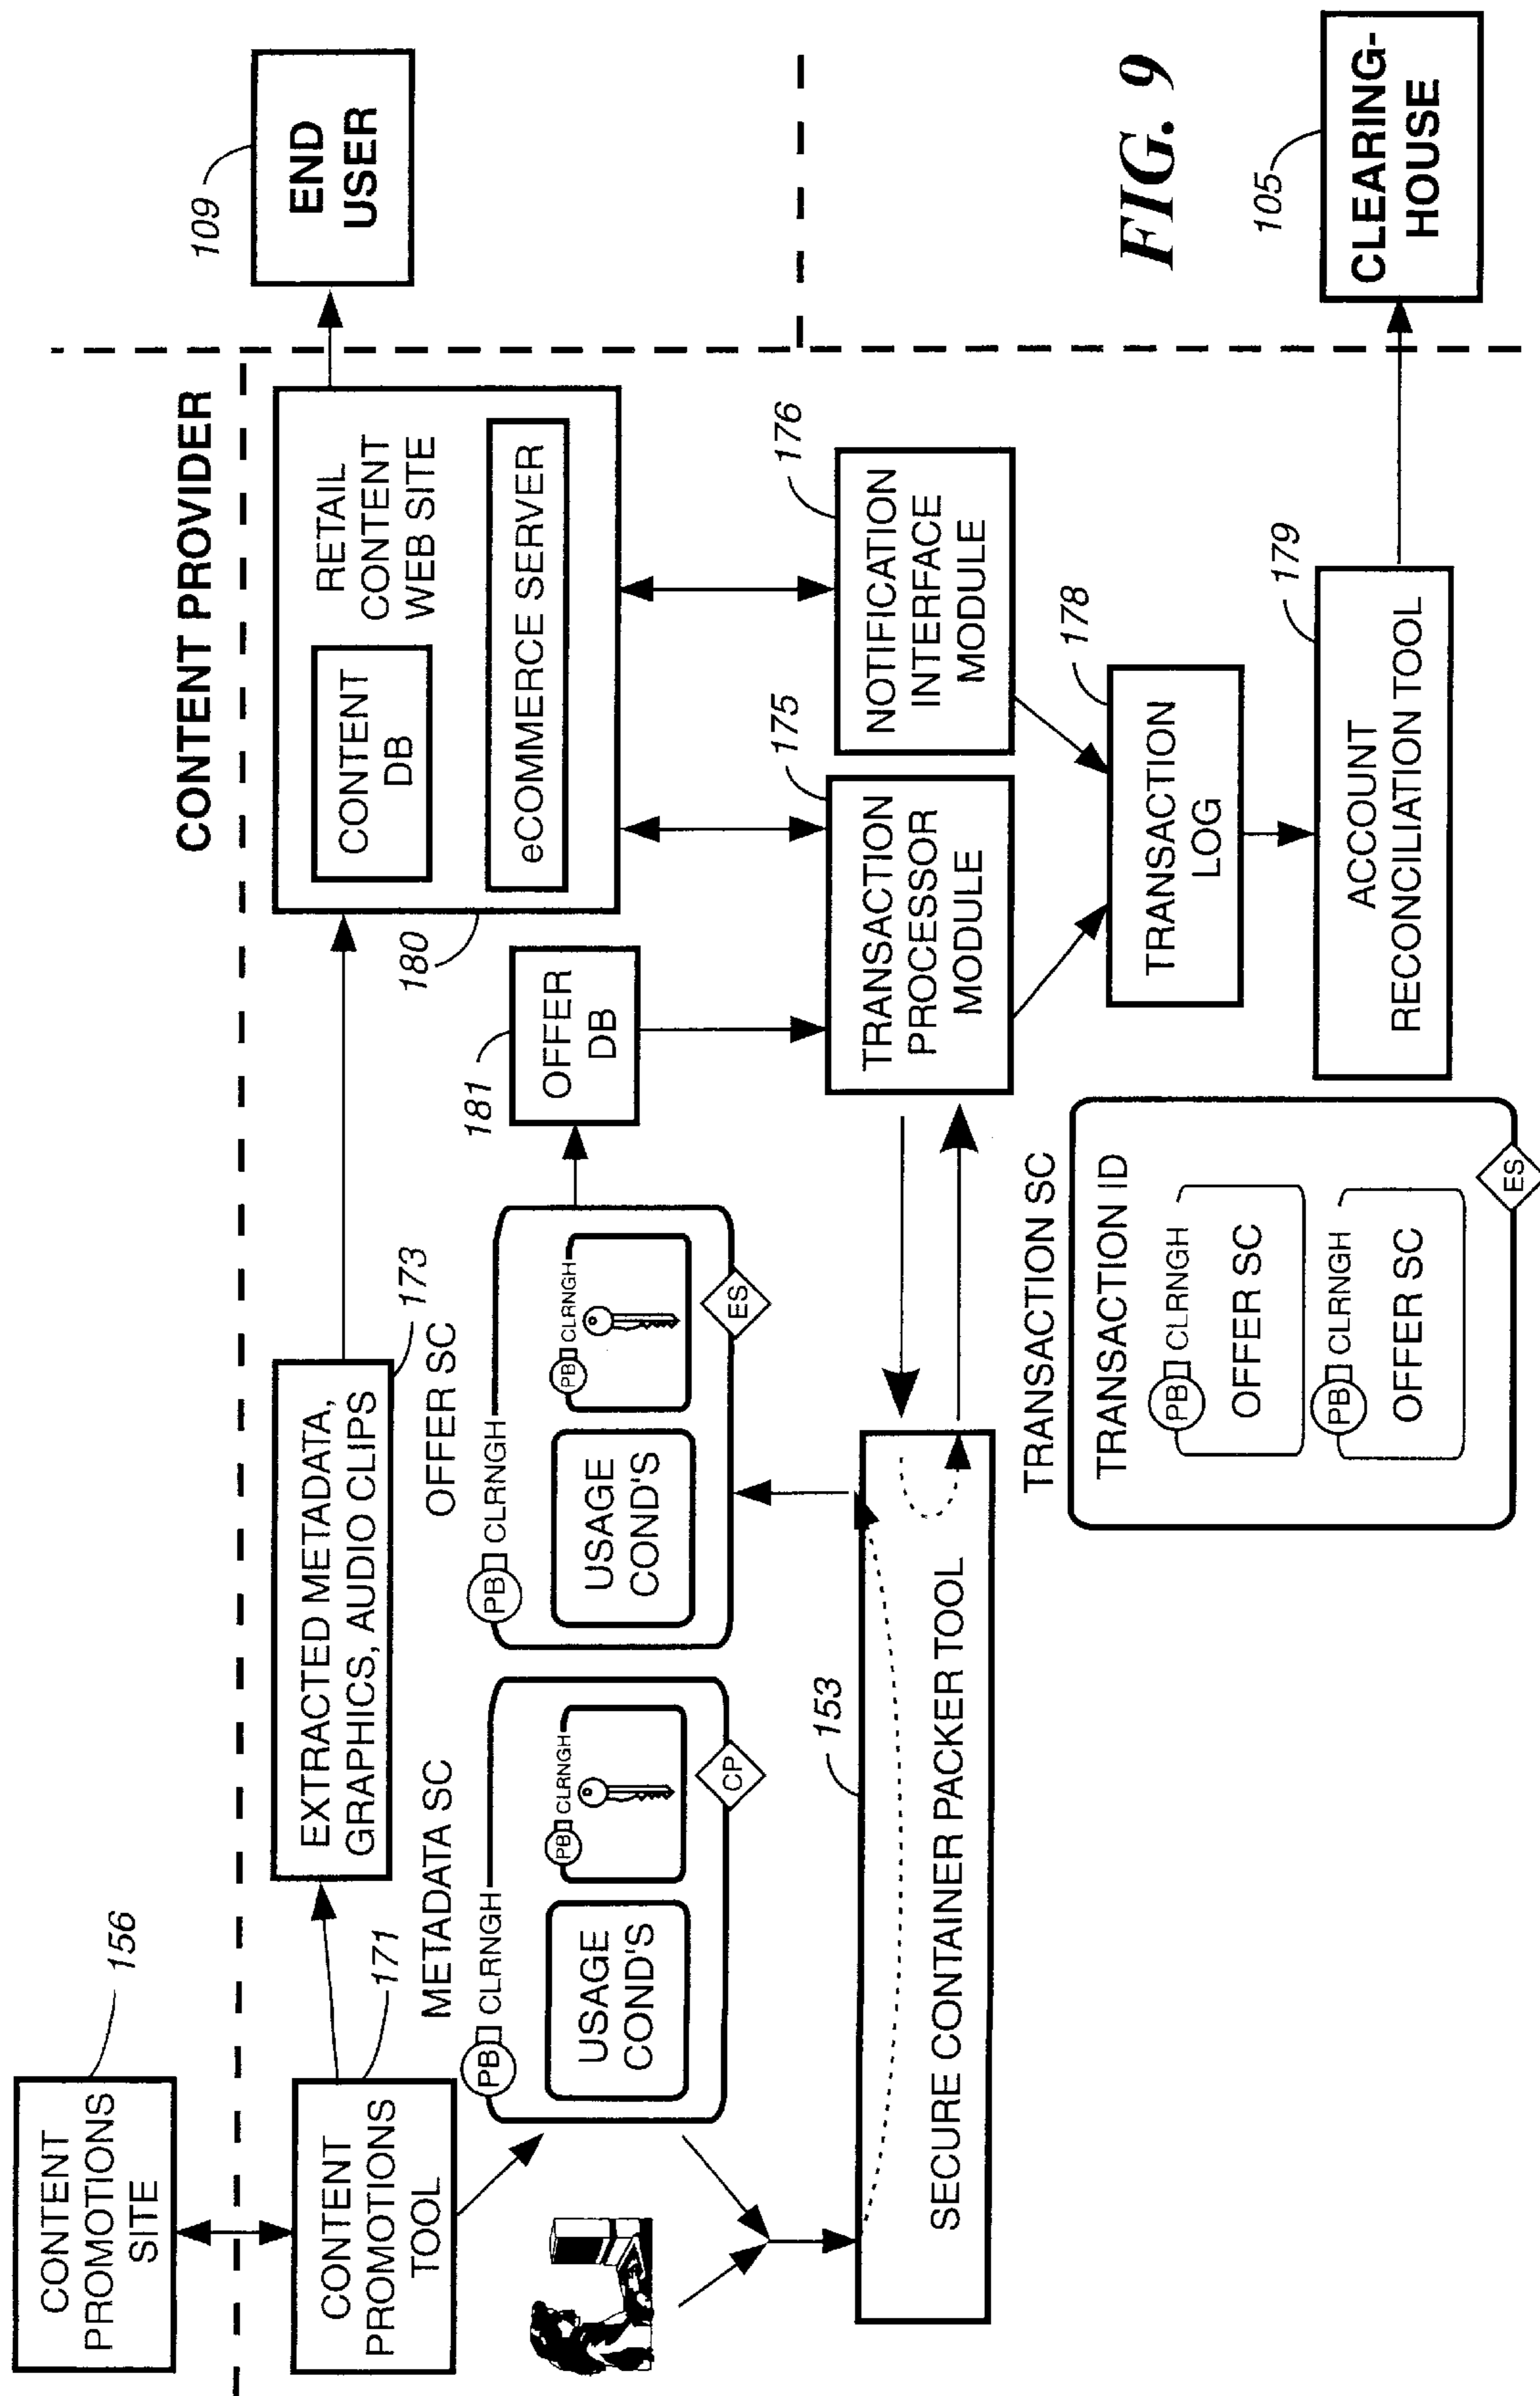 CONTENT
PROMOTIONS
SITE
156
CONTENT PROVIDER
109
END
USER
CONTENT
PROMOTIONS
TOOL
171
EXTRACTED METADATA,
GRAPHICS, AUDIO CLIPS
173
RETAIL
CONTENT
WEB SITE
CONTENT
DB
eCOMMERCE SERVER
180
METADATA SC
PB CLRNGH
USAGE
COND'S
PB CLRNGH
CP
OFFER SC
PB CLRNGH
USAGE
COND'S
PB CLRNGH
ES
181
OFFER
DB
153
SECURE CONTAINER PACKER TOOL
175
TRANSACTION
PROCESSOR
MODULE
176
NOTIFICATION
INTERFACE
MODULE
TRANSACTION SC
TRANSACTION ID
PB CLRNGH
OFFER SC
PB CLRNGH
OFFER SC
ES
178
TRANSACTION
LOG
179
ACCOUNT
RECONCILIATION TOOL
FIG. 9
105
CLEARING-
HOUSE